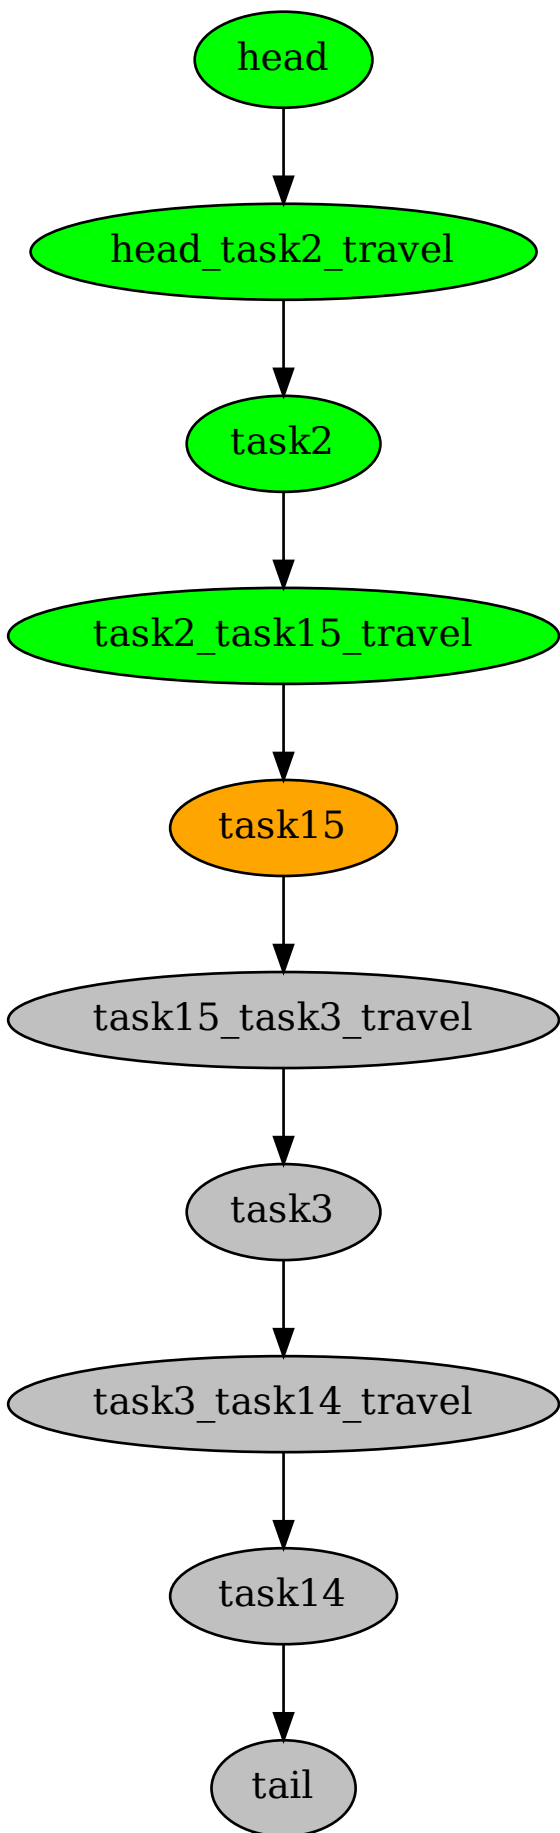 head
head_task2_travel
task2
task2_task15_travel
task15
task15_task3_travel
task3
task3_task14_travel
task14
tail